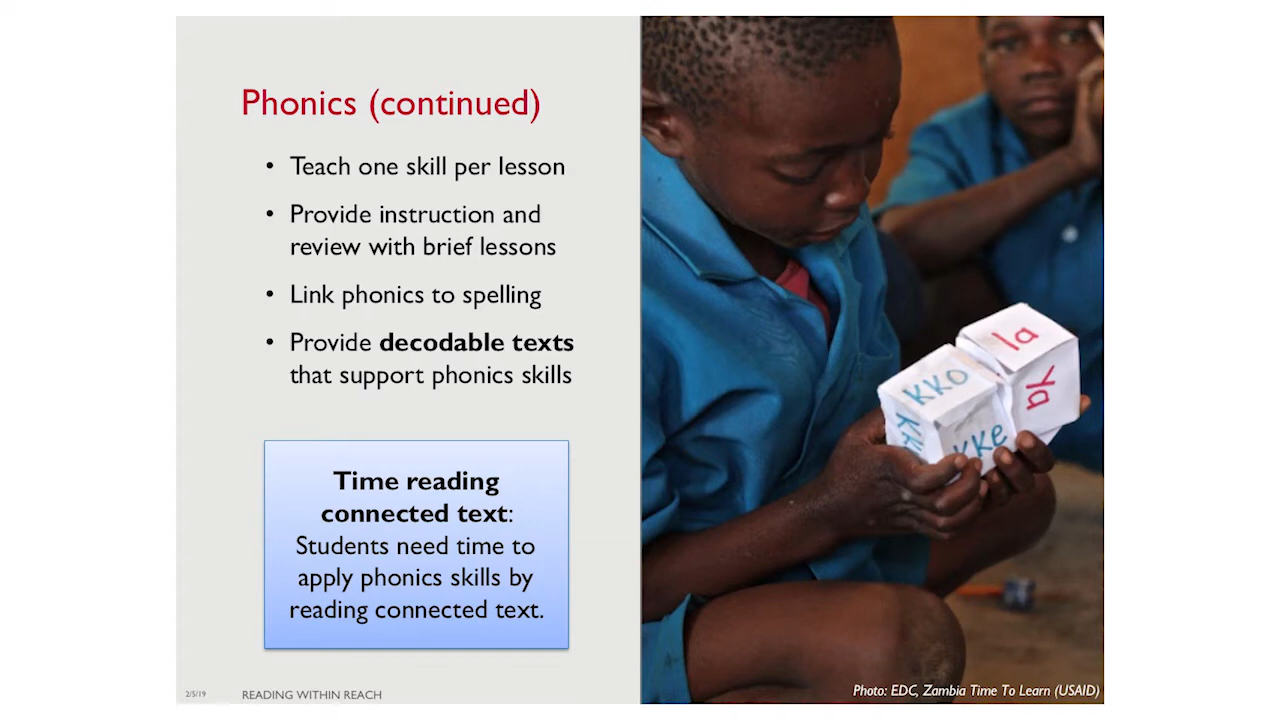 Phonics (continued)
• Teach one skill per lesson
• Provide instruction and
review with brief lessons
• Link phonics to spelling
• Provide decodable texts
that support phonics skills
Time reading
connected text:
Students need time to
apply phonics skills by
reading connected text.
2/5/19
READING WITHIN REACH
la
Ya
KKO
KKe
Photo: EDC, Zambia Time To Learn (USAID)